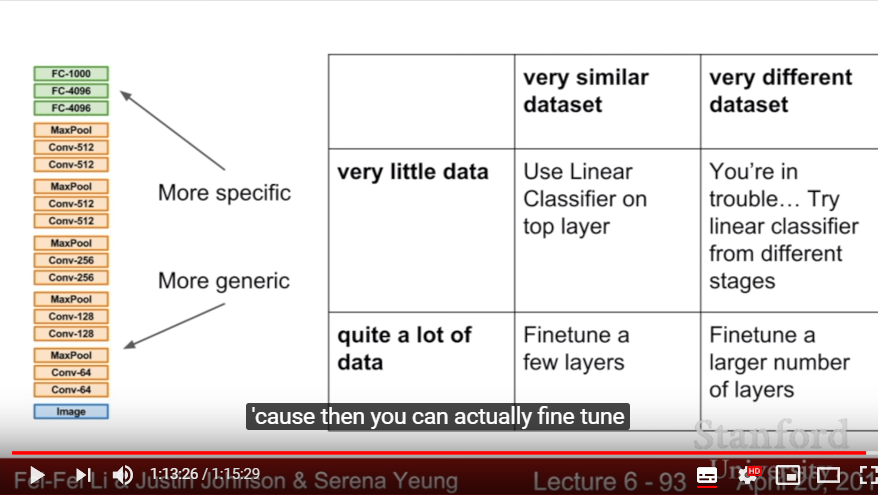 FC-1000
FC-4096
FC-4096
MaxPool
Conv-512
Conv-512
MaxPool
Conv-512
Conv-512
MaxPool
Conv-256
Conv-256
MaxPool
Conv-128
Conv-128
MaxPool
Conv-64
Conv-64
Image
More specific
More generic
very similar
dataset
very different
dataset
very little data
Use Linear
Classifier on
top layer
You’re in
trouble… Try
linear classifier
from different
stages
quite a lot of
data
Finetune a
few layers
Finetune a
larger number
of layers
'cause then you can actually fine tune
Stanford
University
1:13:26 / 1:15:29
HD
Fei-Fei Li & Justin Johnson & Serena Yeung
Lecture 6 - 93
April 20, 201